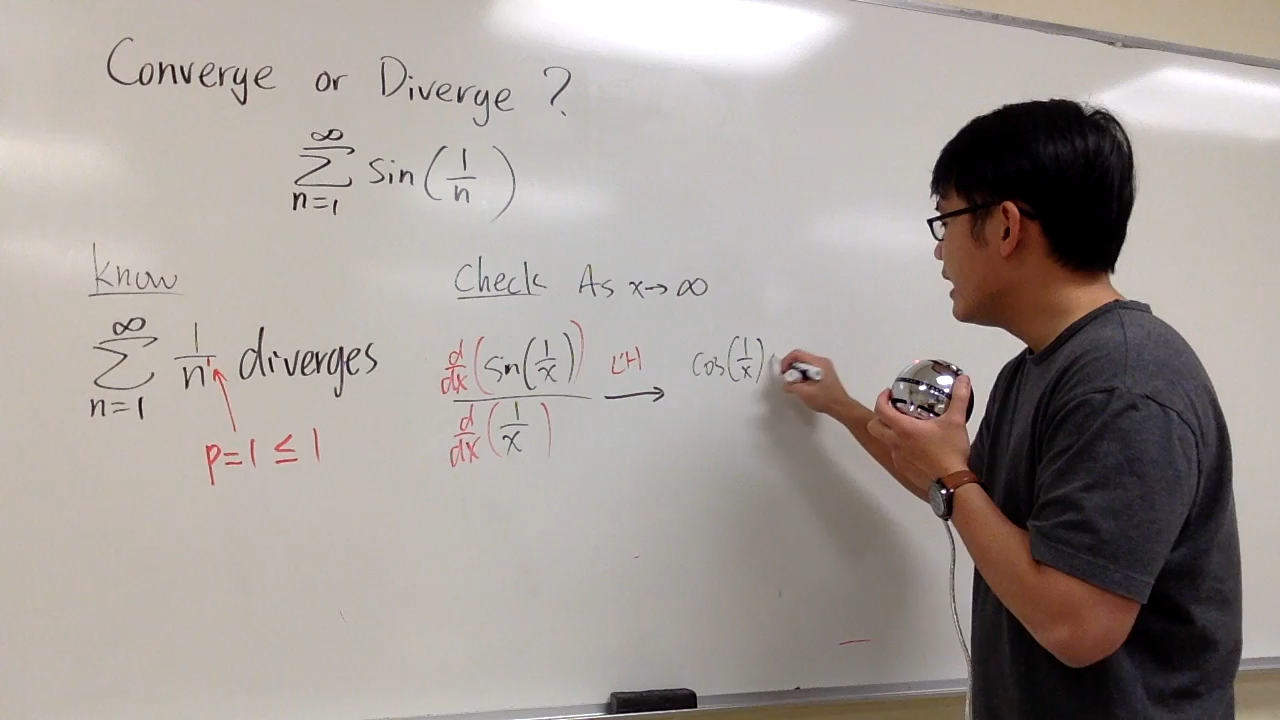 Converge or Diverge ?
∞
∑ sin(1/n)
n=1
Know
∞
∑ 1/n¹ diverges
n=1
p=1 ≤ 1
Check As x→∞
d/dx (sin(1/x)) L'H cos(1/x)
d/dx (1/x)